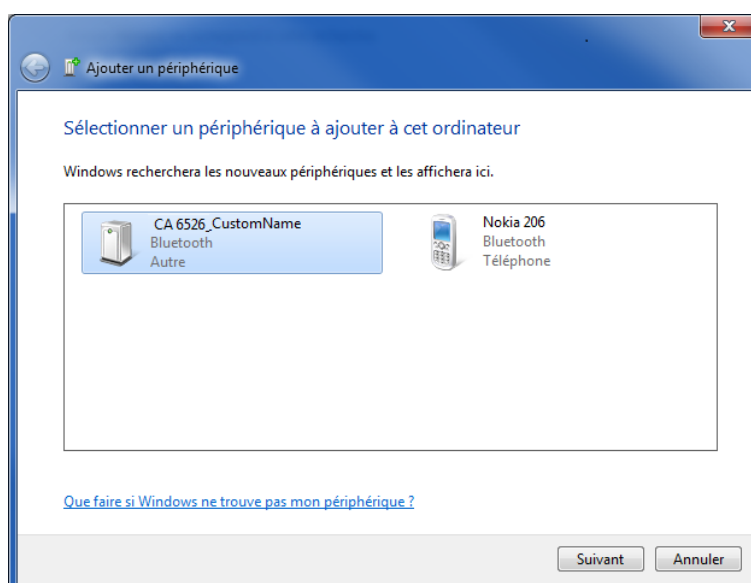 Ajouter un périphérique
Sélectionner un périphérique à ajouter à cet ordinateur
Windows recherchera les nouveaux périphériques et les affichera ici.
CA 6526_CustomName
Bluetooth
Autre
Nokia 206
Bluetooth
Téléphone
Que faire si Windows ne trouve pas mon périphérique ?
Suivant
Annuler